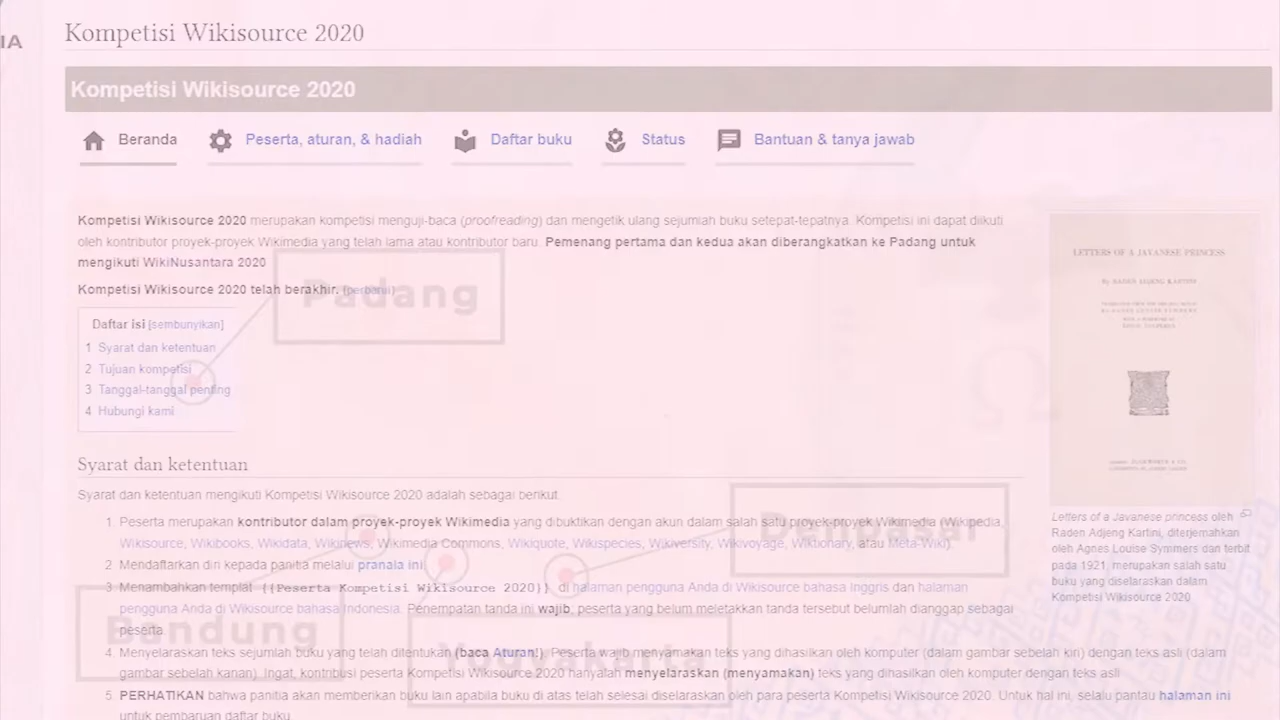 IA
Kompetisi Wikisource 2020
Kompetisi Wikisource 2020
Beranda
Peserta, aturan, & hadiah
Daftar buku
Status
Bantuan & tanya jawab
Kompetisi Wikisource 2020 merupakan kompetisi menguji-baca (proofreading) dan mengetik ulang sejumlah buku setepat-tepatnya. Kompetisi ini dapat diikuti
oleh kontributor proyek-proyek Wikimedia yang telah lama atau kontributor baru. Pemenang pertama dan kedua akan diberangkatkan ke Padang untuk
mengikuti WikiNusantara 2020
Kompetisi Wikisource 2020 telah berakhir. (perbarui)
Padang
Daftar isi [sembunyikan]
1 Syarat dan ketentuan
2 Tujuan kompetisi
3 Tanggal-tanggal penting
4 Hubungi kami
Syarat dan ketentuan
Syarat dan ketentuan mengikuti Kompetisi Wikisource 2020 adalah sebagai berikut.
1. Peserta merupakan kontributor dalam proyek-proyek Wikimedia yang dibuktikan dengan akun dalam salah satu proyek-proyek Wikimedia (Wikipedia,
Wikisource, Wikibooks, Wikidata, Wikinews, Wikimedia Commons, Wikiquote, Wikispecies, Wikiversity, Wikivoyage, Wiktionary, atau Meta-Wiki).
2. Mendaftarkan diri kepada panitia melalui pranala ini
3. Menambahkan templat {{Peserta Kompetisi Wikisource 2020}} di halaman pengguna Anda di Wikisource bahasa Inggris dan halaman
pengguna Anda di Wikisource bahasa Indonesia. Penempatan tanda ini wajib, peserta yang belum meletakkan tanda tersebut belumlah dianggap sebagai
peserta.
4. Menyelaraskan teks sejumlah buku yang telah ditentukan (baca Aturan!). Peserta wajib menyamakan teks yang dihasilkan oleh komputer (dalam gambar sebelah kiri) dengan teks asli (dalam
gambar sebelah kanan). Ingat, kontributor peserta Kompetisi Wikisource 2020 hanyalah menyelaraskan (menyamakan) teks yang dihasilkan oleh komputer dengan teks asli
5. PERHATIKAN bahwa panitia akan memberikan buku lain apabila buku di atas telah selesai diselaraskan oleh para peserta Kompetisi Wikisource 2020. Untuk hal ini, selalu pantau halaman ini
untuk pembaruan daftar buku.
Denpasar
Bandung
Yogyakarta
LETTERS OF A JAVANESE PRINCESS
By RADEN ADJENG KARTINI
Letters of a Javanese princess oleh
Raden Adjeng Kartini, diterjemahkan
oleh Agnes Louise Symmers dan terbit
pada 1921, merupakan salah satu
buku yang diselaraskan dalam
Kompetisi Wikisource 2020